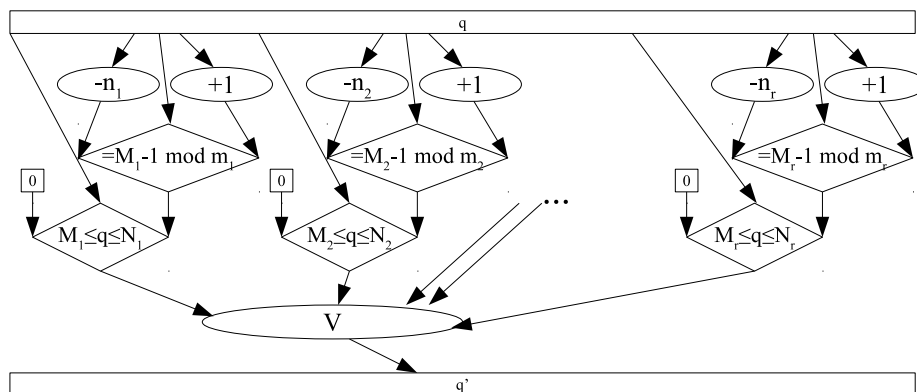 q
-n₁ +1 -n₂ +1 -nᵣ +1
=M₁-1 mod m₁ =M₂-1 mod m₂ =Mᵣ-1 mod mᵣ
0 0 0
...
M₁≤q≤N₁ M₂≤q≤N₂ Mᵣ≤q≤Nᵣ
V
q'